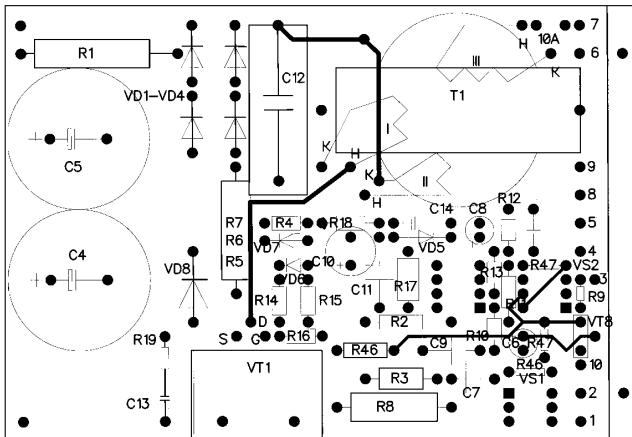 7
H 10A
R1
6
III
K
C12
T1
VD1-VD4
I
C5
K H
9
K II
8
H
R12
R7 R4 R18 C14 C8
5
R6 VD7
VD5
4
C10
C4 VD8 R5 VD6 R13 R47 VS2
3
C11 R17
R14 R15 R9
R11
D R2 VT8
R19 S G R16 R10
C9 C6 R47
R46
10
VT1 R46
R3 C7 VS1
2
C13 R8
1